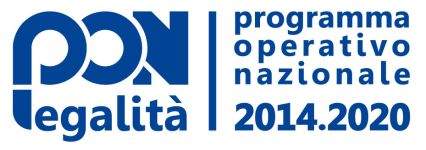 PON
legalità
programma
operativo
nazionale
2014.2020